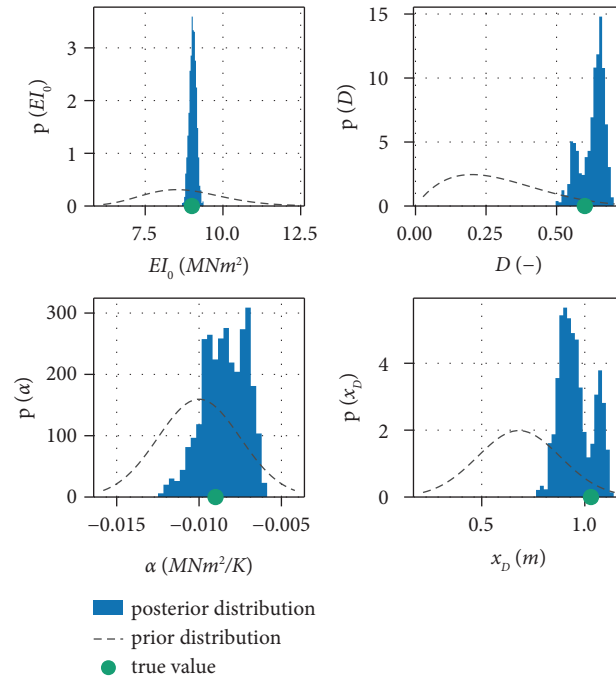 3
2
1
0
p (EI₀)
7.5 10.0 12.5
EI₀ (MNm²)
15
10
5
0
p (D)
0.00 0.25 0.50
D (–)
300
200
100
0
p (α)
−0.015 −0.010 −0.005
α (MNm²/K)
4
2
0
p (x_D)
0.5 1.0
x_D (m)
posterior distribution
prior distribution
true value